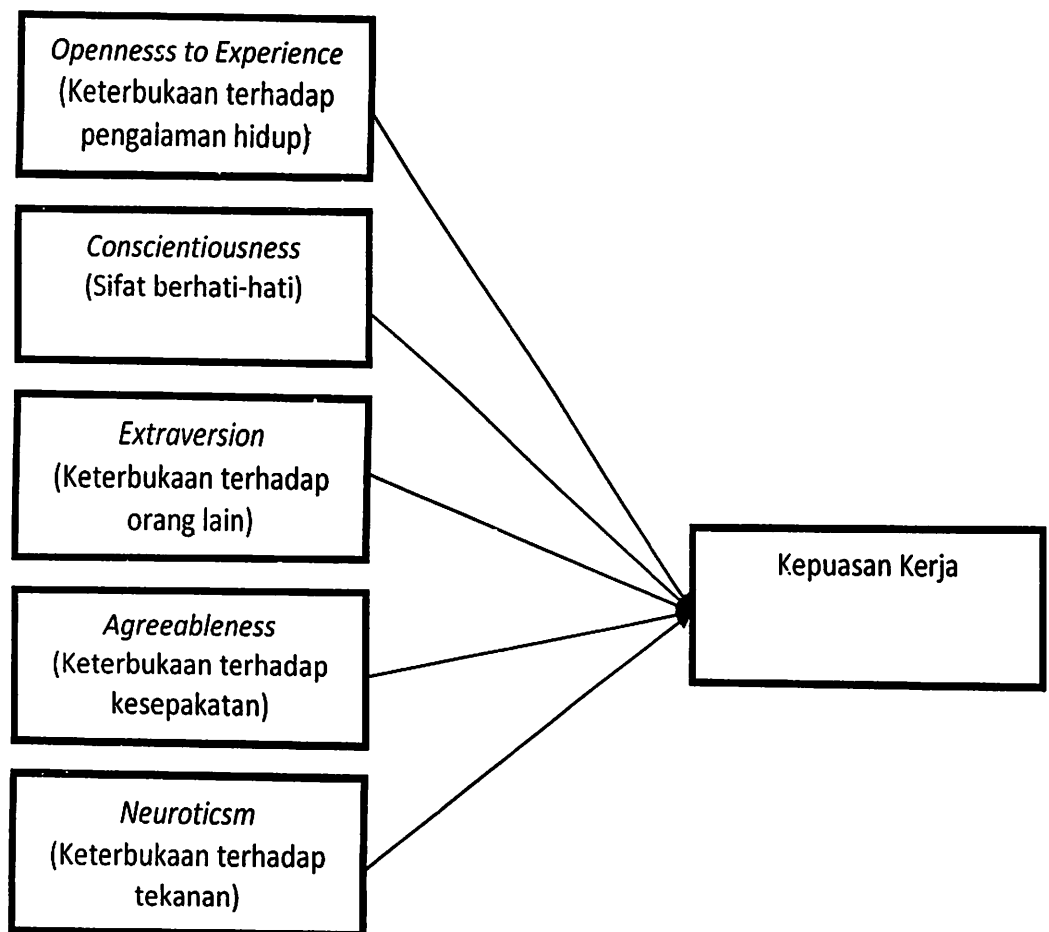 Opennesss to Experience
(Keterbukaan terhadap
pengalaman hidup)
Conscientiousness
(Sifat berhati-hati)
Extraversion
(Keterbukaan terhadap
orang lain)
Agreeableness
(Keterbukaan terhadap
kesepakatan)
Neuroticsm
(Keterbukaan terhadap
tekanan)
Kepuasan Kerja